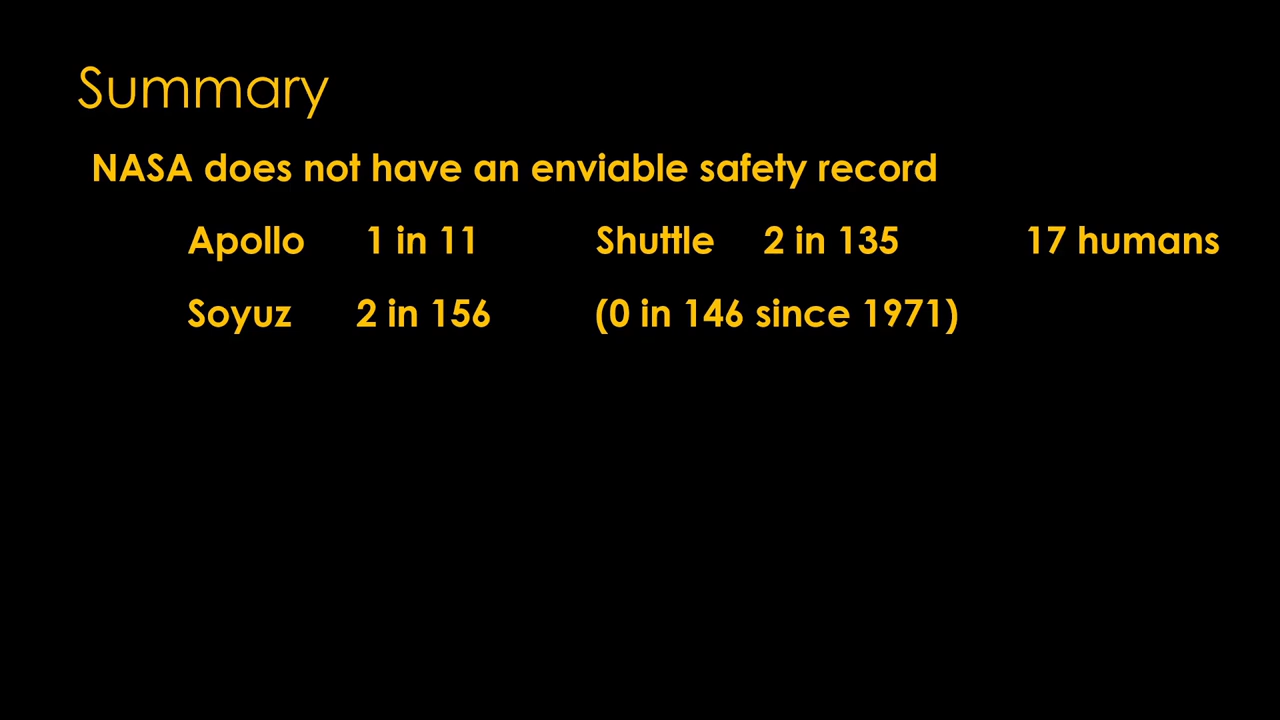 Summary
NASA does not have an enviable safety record
Apollo 1 in 11 Shuttle 2 in 135 17 humans
Soyuz 2 in 156 (0 in 146 since 1971)